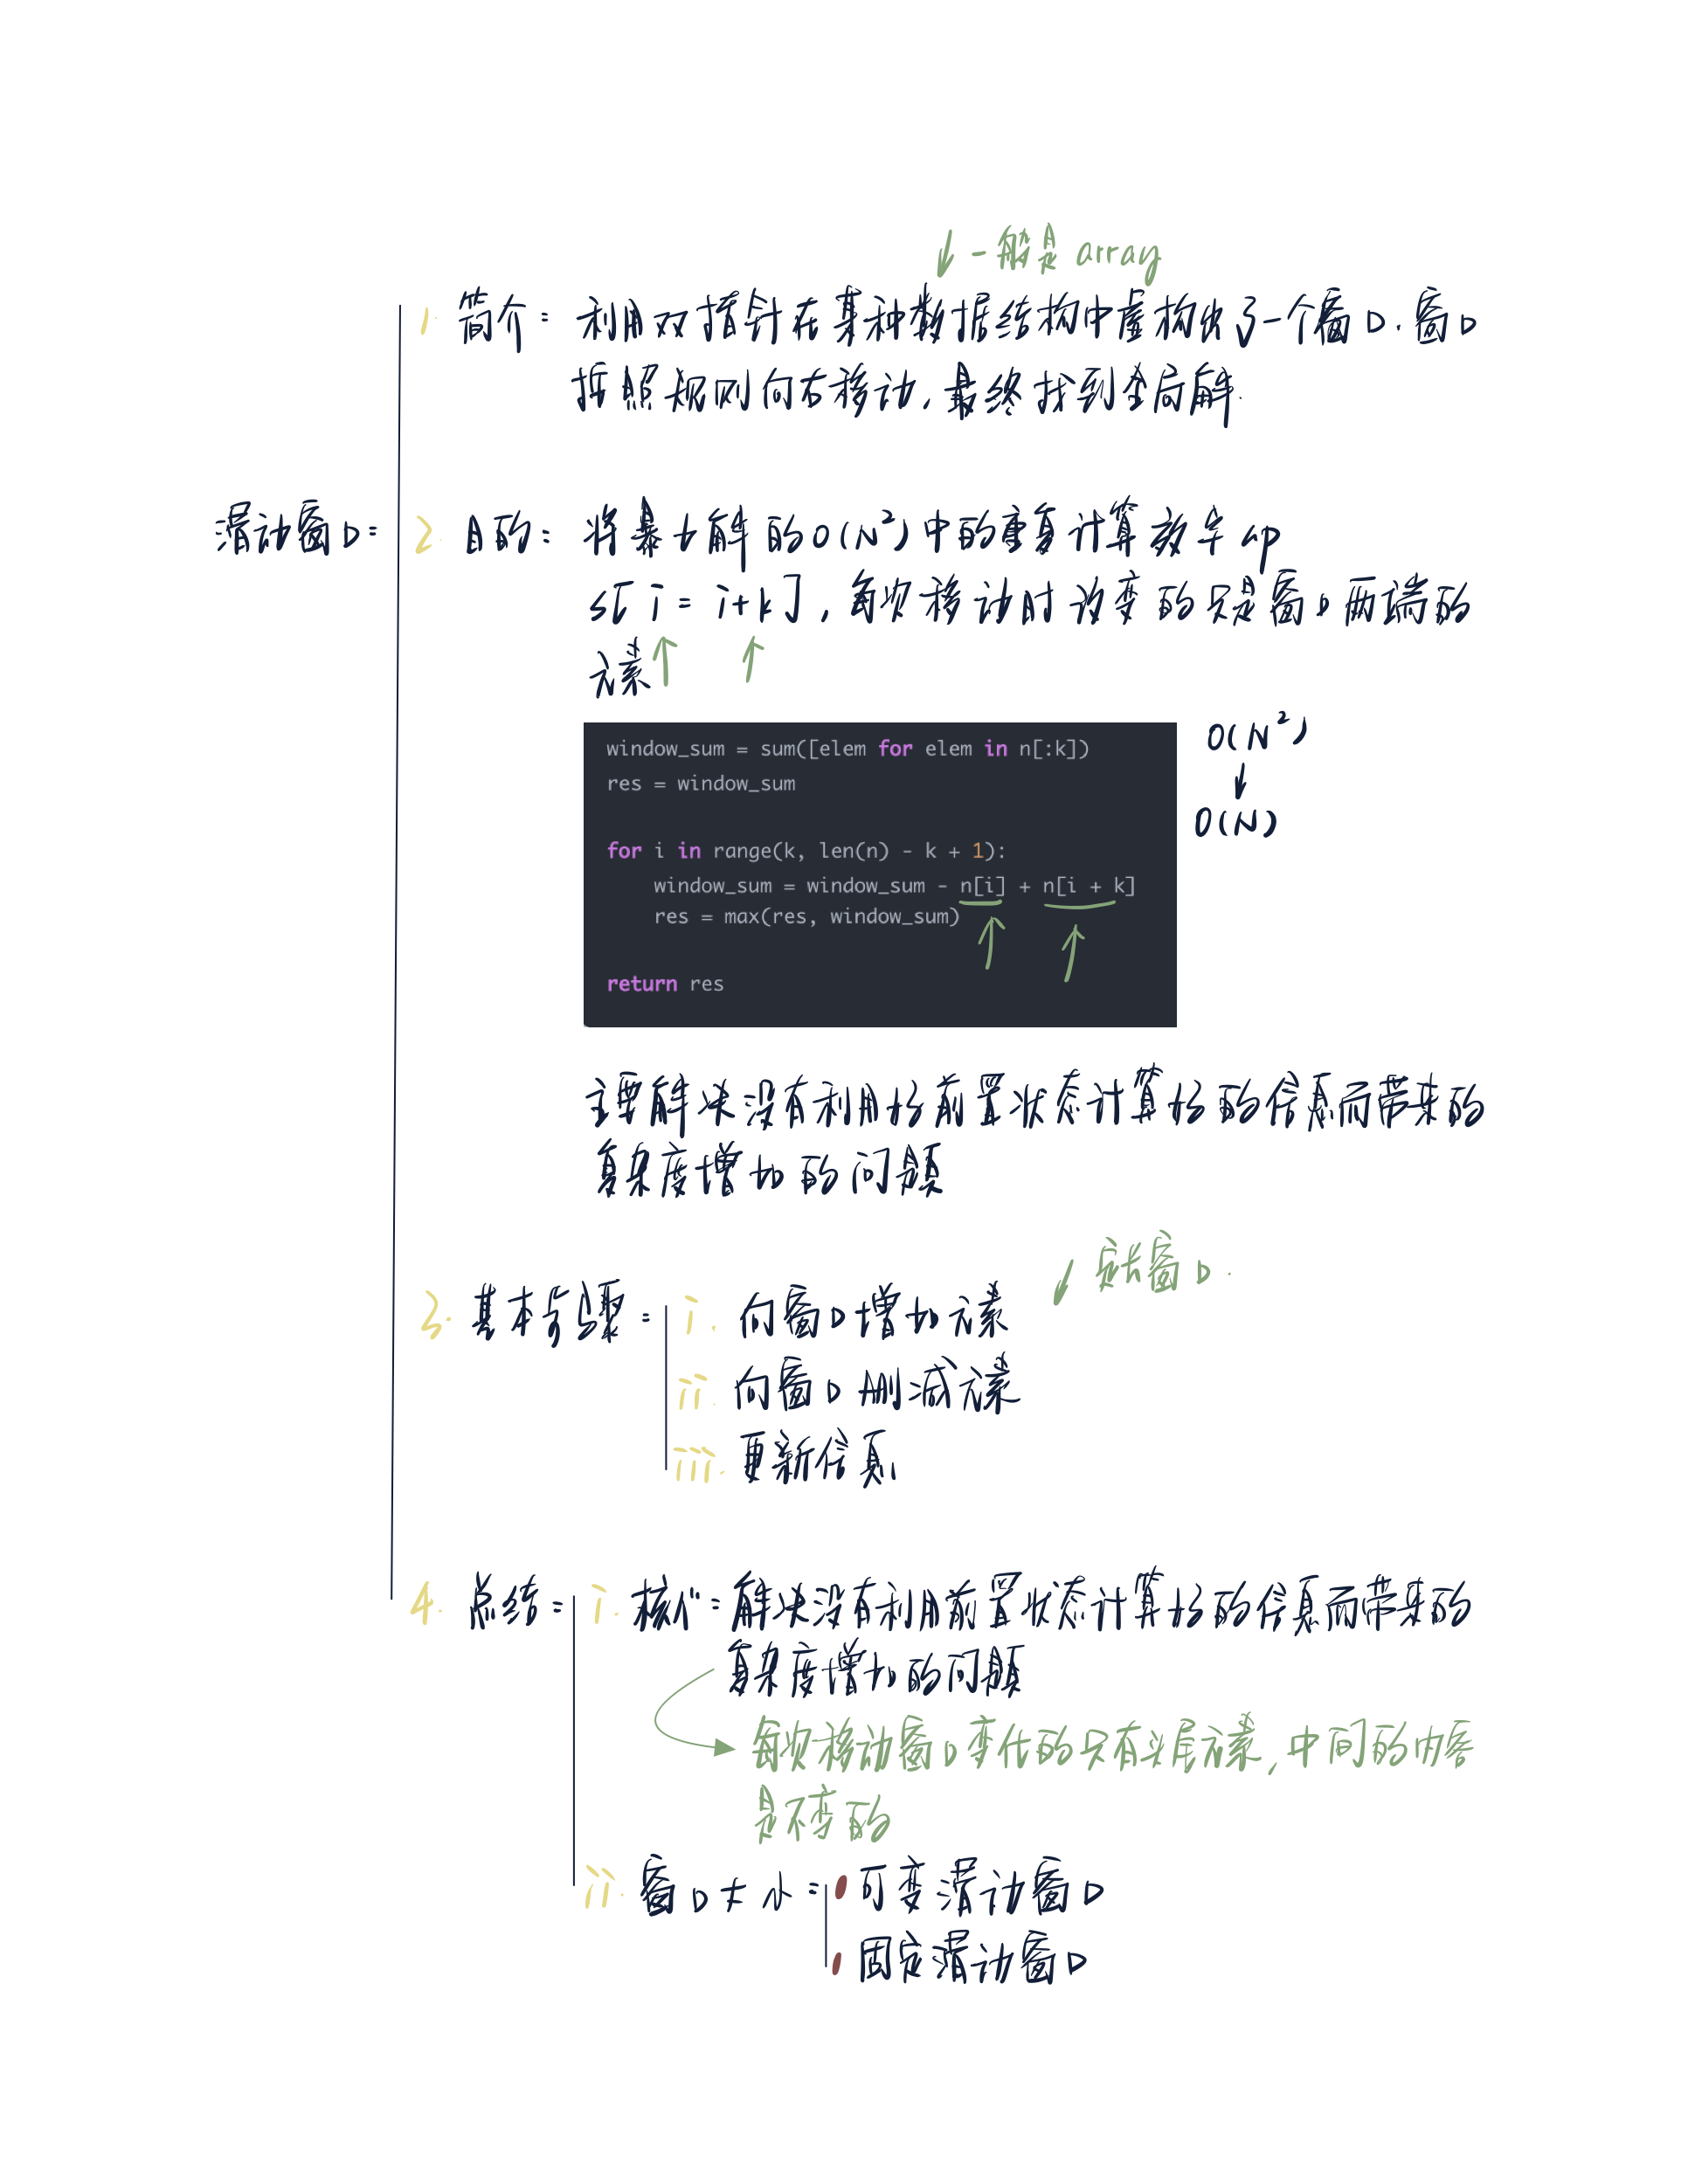 一般是 array
1. 简介: 利用双指针在某种数据结构中虚构出了一个窗口. 窗口
按照规则向右移动, 最终找到全局解.
滑动窗口:
2. 目的: 将暴力解的O(N²)中的重复计算效率 up
s[i = i+k], 每次移动时改变的只是窗口两端的
元素
window_sum = sum([elem for elem in n[:k]])
res = window_sum
for i in range(k, len(n) - k + 1):
window_sum = window_sum - n[i] + n[i + k]
res = max(res, window_sum)
return res
O(N²)
↓
O(N)
主要解决没有利用好前置状态计算好的信息而带来的
复杂度增加的问题
定长窗口.
3. 基本步骤: i. 向窗口增加元素
ii. 向窗口删减元素
iii. 更新信息
4. 总结: i. 核心: 解决没有利用前置状态计算好的信息而带来的
复杂度增加的问题
每次移动窗口变化的只有头尾元素, 中间的内容
是不变的
ii. 窗口大小: 可变滑动窗口
固定滑动窗口